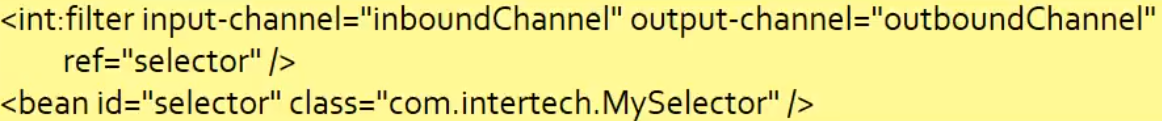 <int:filter input-channel="inboundChannel" output-channel="outboundChannel"
ref="selector" />
<bean id="selector" class="com.intertech.MySelector" />